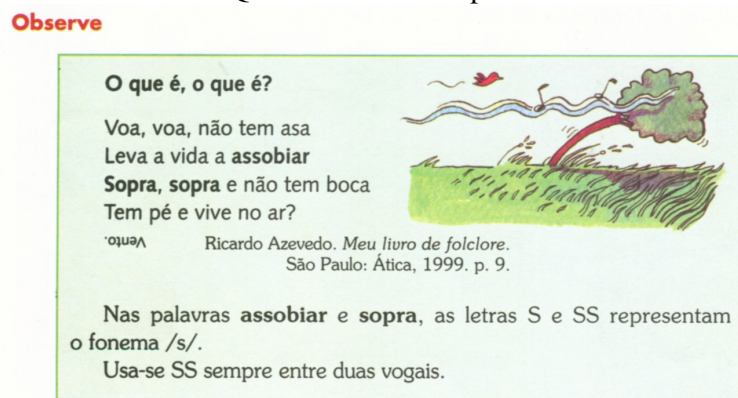 Observe
O que é, o que é?
Voa, voa, não tem asa
Leva a vida a assobiar
Sopra, sopra e não tem boca
Tem pé e vive no ar?
Vento.
Ricardo Azevedo. Meu livro de folclore.
São Paulo: Ática, 1999. p. 9.
Nas palavras assobiar e sopra, as letras S e SS representam
o fonema /s/.
Usa-se SS sempre entre duas vogais.